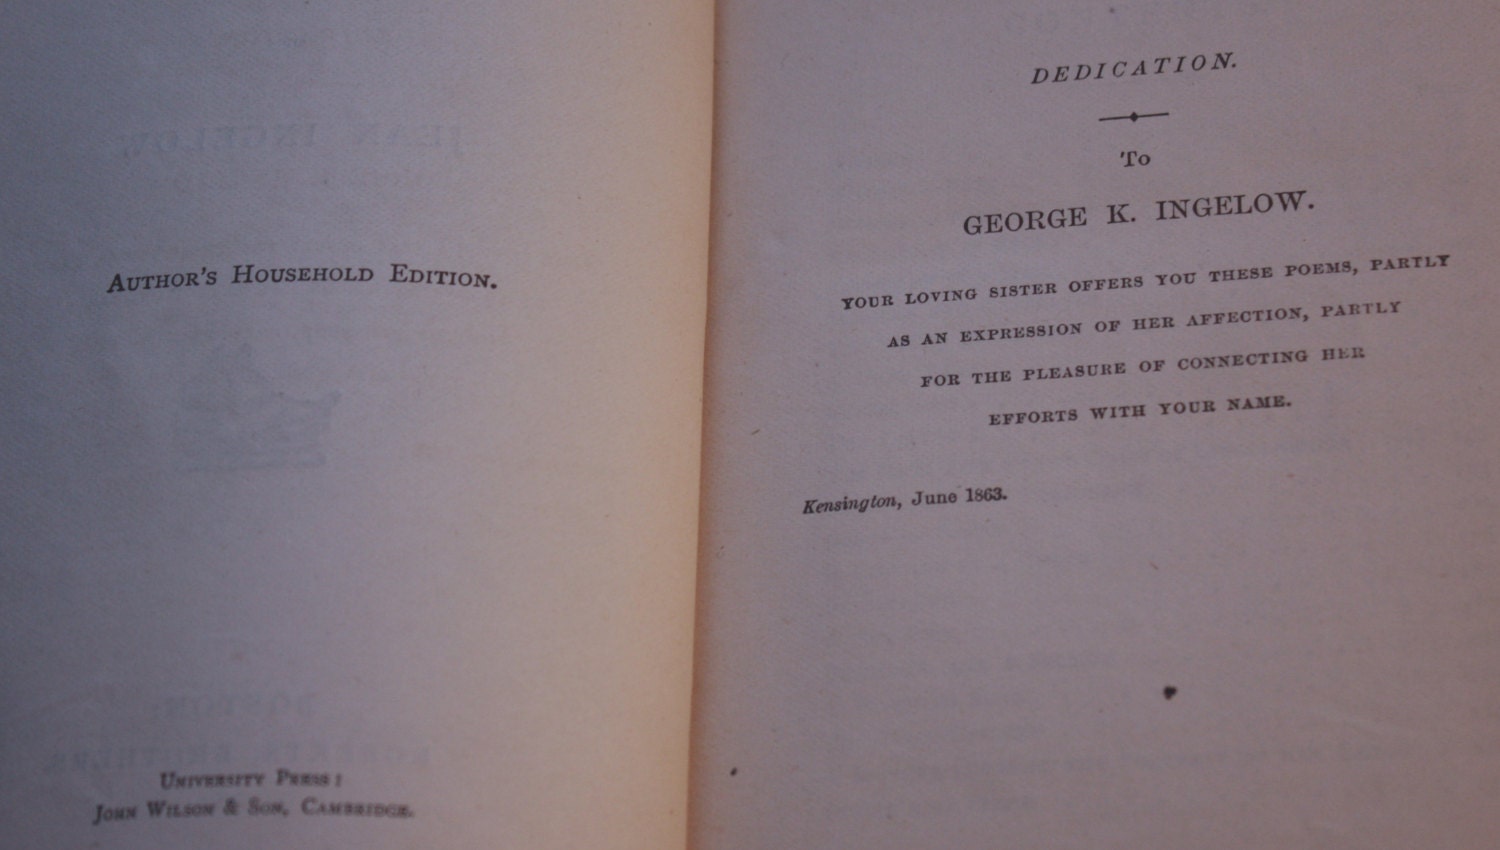 AUTHOR'S HOUSEHOLD EDITION.
UNIVERSITY PRESS:
JOHN WILSON & SON, CAMBRIDGE.
DEDICATION.
To
GEORGE K. INGELOW.
YOUR LOVING SISTER OFFERS YOU THESE POEMS, PARTLY
AS AN EXPRESSION OF HER AFFECTION, PARTLY
FOR THE PLEASURE OF CONNECTING HER
EFFORTS WITH YOUR NAME.
Kensington, June 1863.